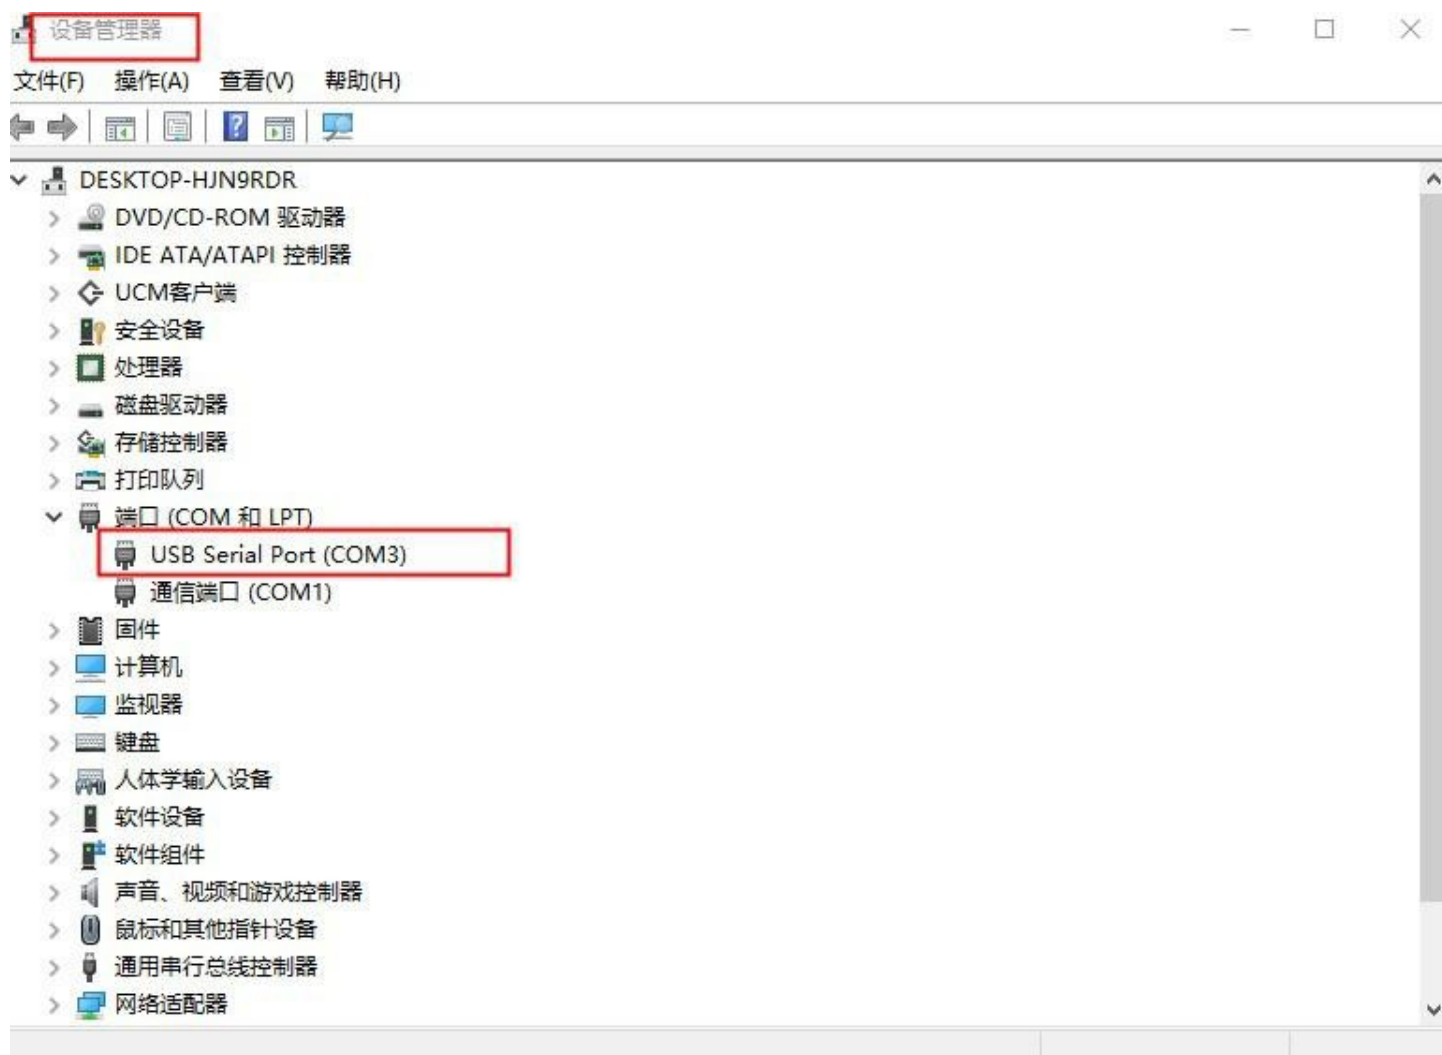 设备管理器
文件(F) 操作(A) 查看(V) 帮助(H)
DESKTOP-HJN9RDR
DVD/CD-ROM 驱动器
IDE ATA/ATAPI 控制器
UCM客户端
安全设备
处理器
磁盘驱动器
存储控制器
打印队列
端口 (COM 和 LPT)
USB Serial Port (COM3)
通信端口 (COM1)
固件
计算机
监视器
键盘
人体学输入设备
软件设备
软件组件
声音、视频和游戏控制器
鼠标和其他指针设备
通用串行总线控制器
网络适配器